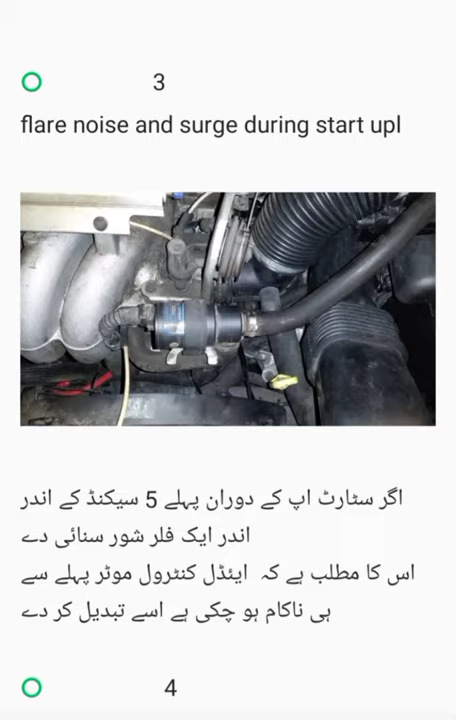 3
flare noise and surge during start upl
اگر سٹارٹ اپ کے دوران پہلے 5 سیکنڈ کے اندر
اندر ایک فلر شور سنائی دے
اس کا مطلب ہے کہ ایئڈل کنٹرول موٹر پہلے سے
ہی ناکام ہو چکی ہے اسے تبدیل کر دے
4